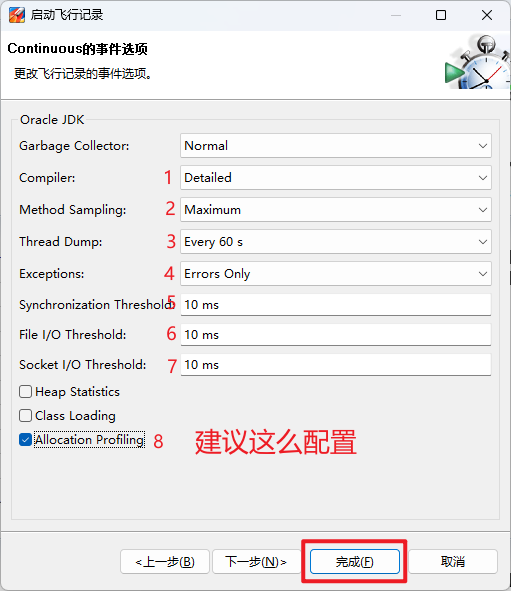 启动飞行记录
Continuous的事件选项
更改飞行记录的事件选项。
Oracle JDK
Garbage Collector: Normal
Compiler: 1 Detailed
Method Sampling: 2 Maximum
Thread Dump: 3 Every 60 s
Exceptions: 4 Errors Only
Synchronization Threshold: 5 10 ms
File I/O Threshold: 6 10 ms
Socket I/O Threshold: 7 10 ms
Heap Statistics
Class Loading
Allocation Profiling 8 建议这么配置
<上一步(B) 下一步(N)> 完成(F) 取消